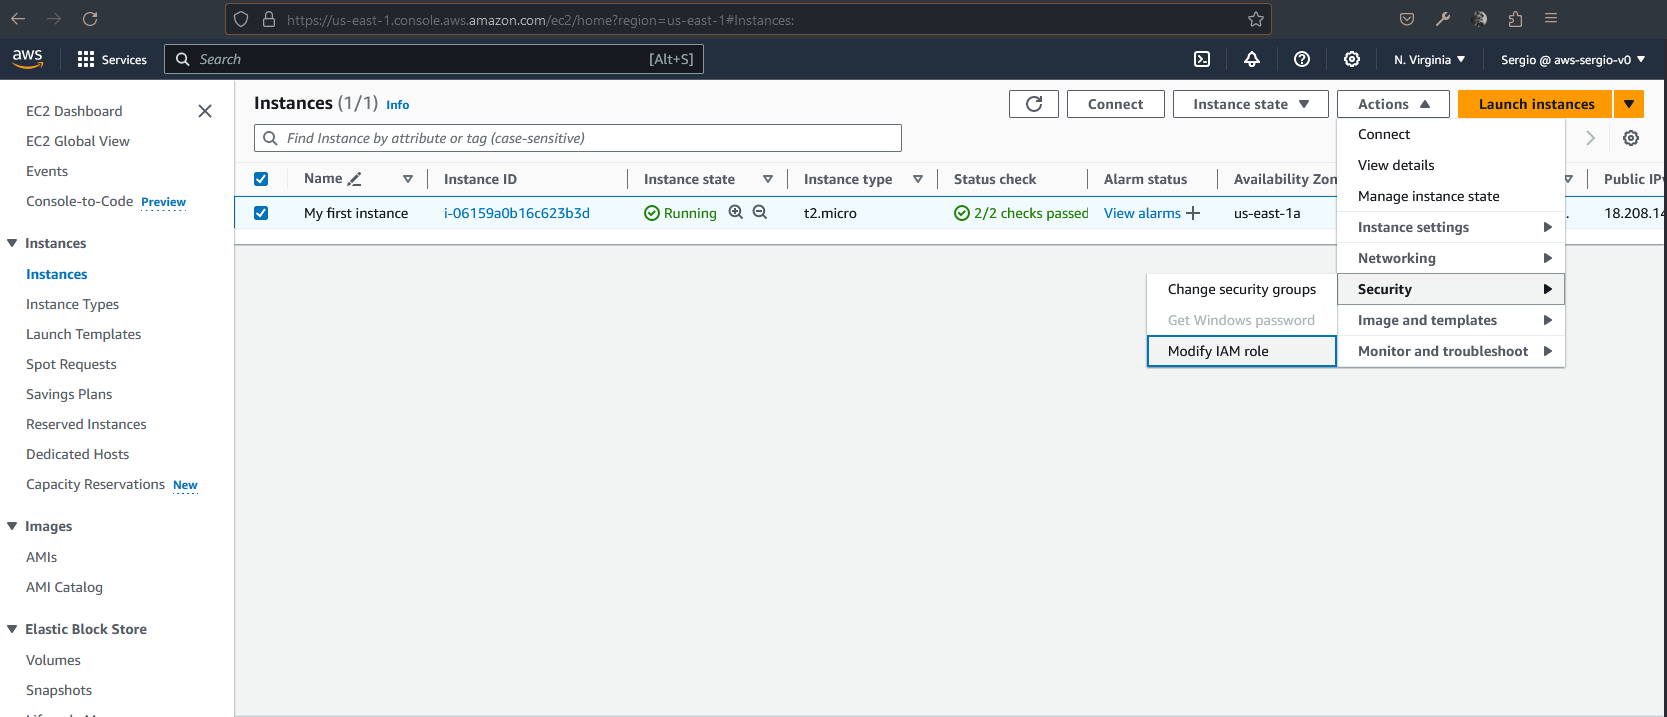 https://us-east-1.console.aws.amazon.com/ec2/home?region=us-east-1#Instances:
aws
Services
Search
[Alt+S]
N. Virginia
Sergio @ aws-sergio-v0
EC2 Dashboard
EC2 Global View
Events
Console-to-Code Preview
Instances
Instances
Instance Types
Launch Templates
Spot Requests
Savings Plans
Reserved Instances
Dedicated Hosts
Capacity Reservations New
Images
AMIs
AMI Catalog
Elastic Block Store
Volumes
Snapshots
Instances (1/1) Info
Connect
Instance state
Actions
Launch instances
Find Instance by attribute or tag (case-sensitive)
Name
Instance ID
Instance state
Instance type
Status check
Alarm status
Availability Zon
Public IPv
My first instance
i-06159a0b16c623b3d
Running
t2.micro
2/2 checks passed
View alarms
us-east-1a
.
18.208.14
Connect
View details
Manage instance state
Instance settings
Networking
Security
Image and templates
Monitor and troubleshoot
Change security groups
Get Windows password
Modify IAM role